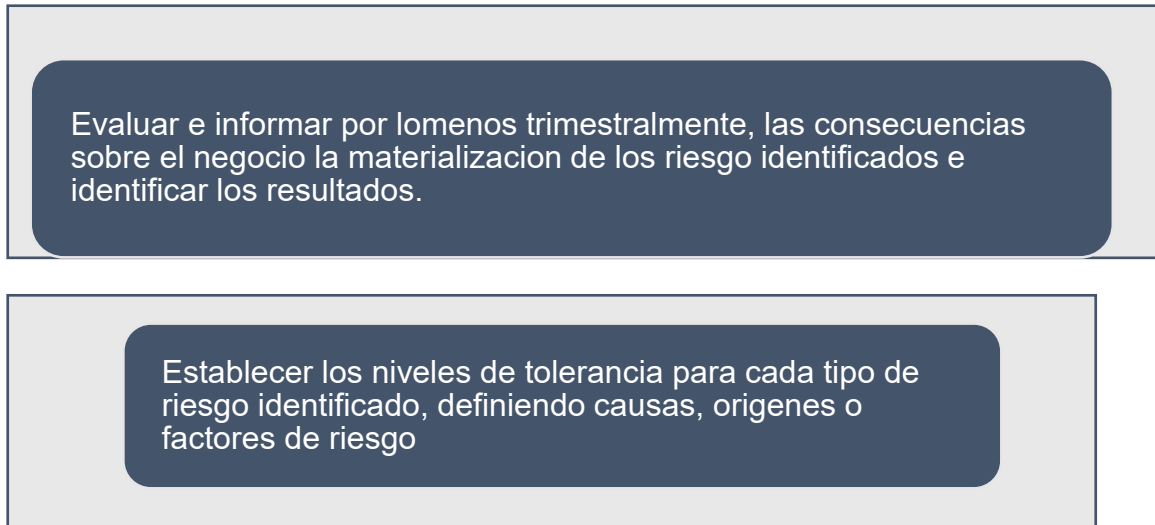 Evaluar e informar por lomenos trimestralmente, las consecuencias
sobre el negocio la materializacion de los riesgo identificados e
identificar los resultados.
Establecer los niveles de tolerancia para cada tipo de
riesgo identificado, definiendo causas, origenes o
factores de riesgo